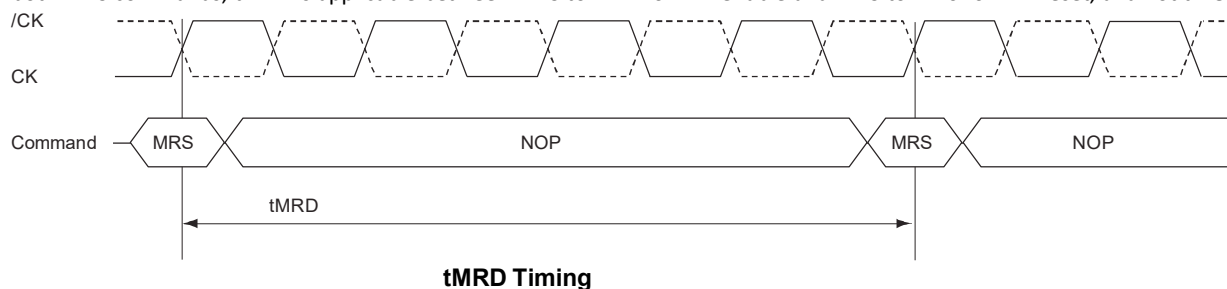 /CK
CK
Command MRS NOP MRS NOP
tMRD
tMRD Timing